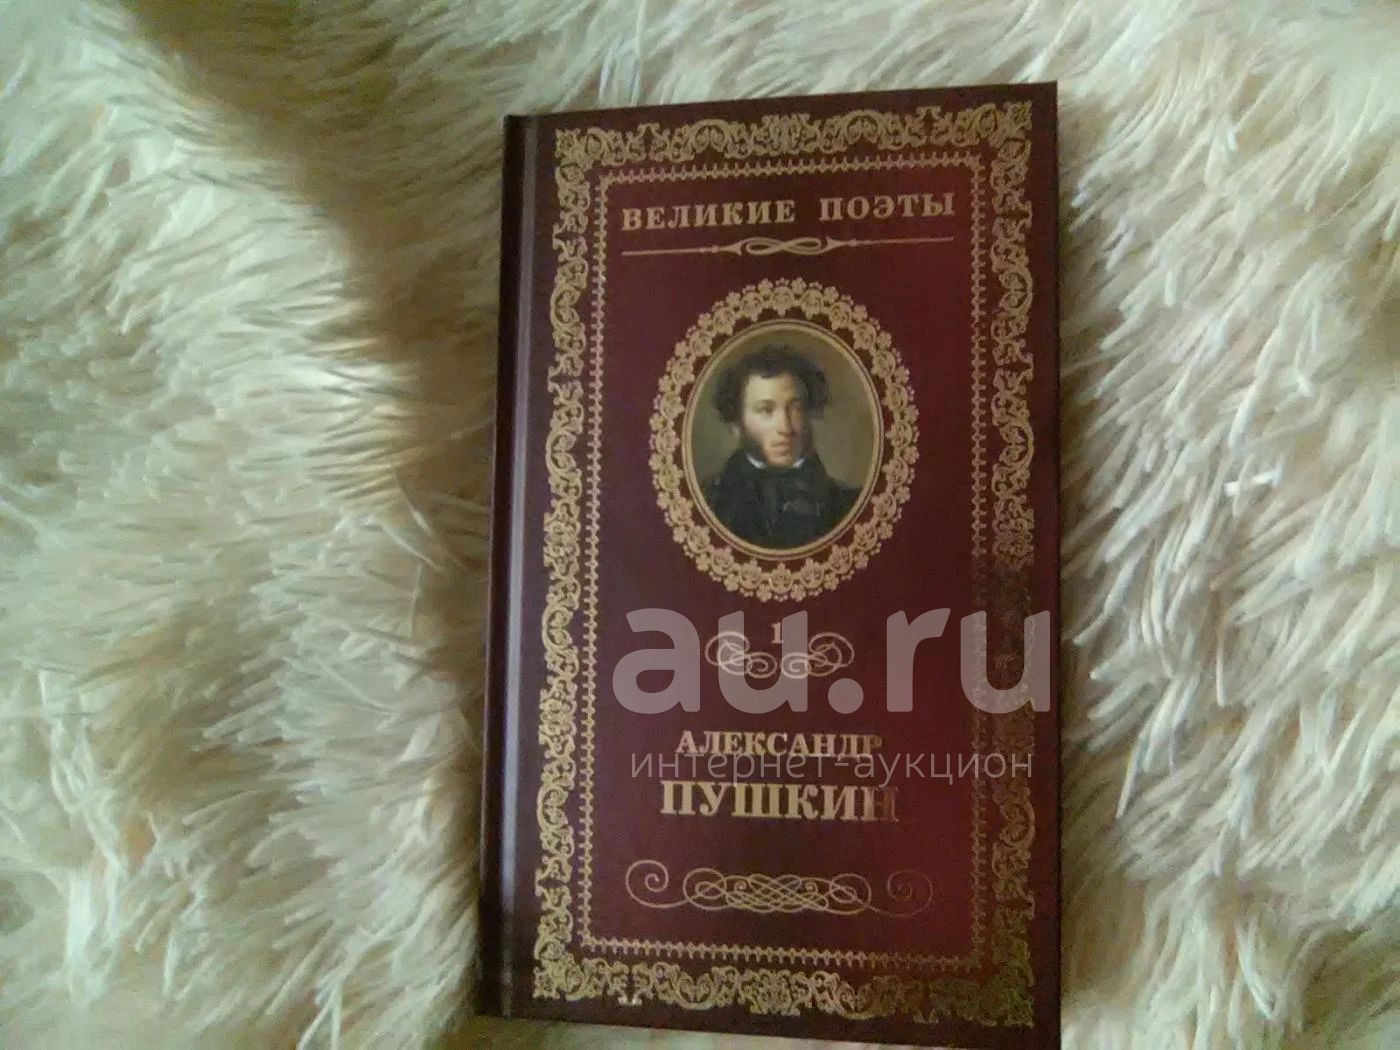 ВЕЛИКИЕ ПОЭТЫ
1
au.ru
АЛЕКСАНДР
интернет-аукцион
ПУШКИН